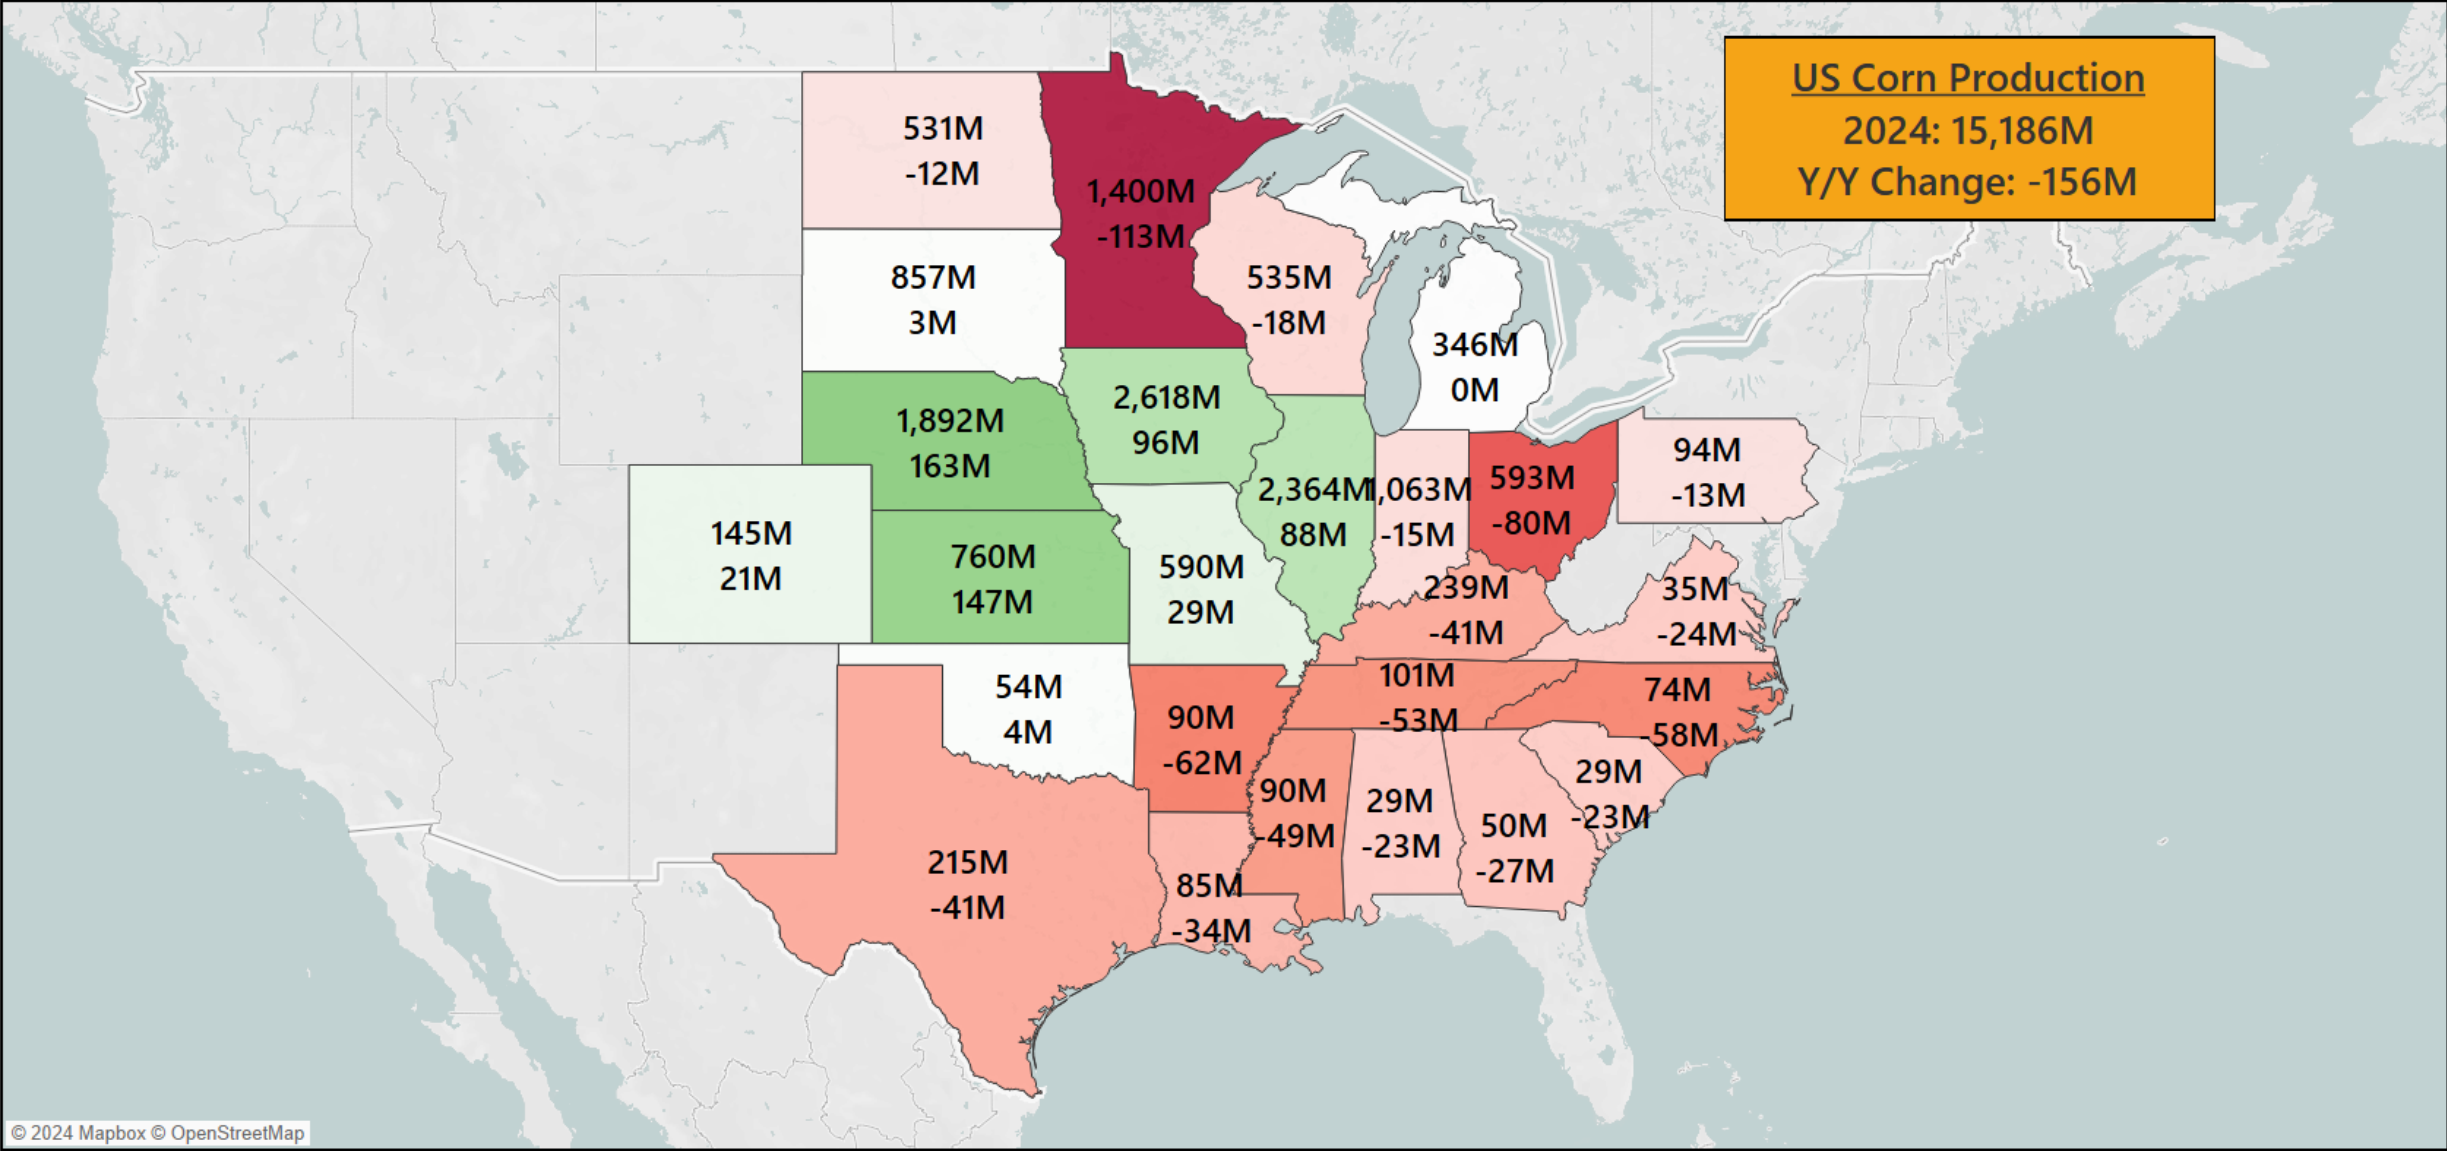 US Corn Production
2024: 15,186M
Y/Y Change: -156M
531M
-12M
1,400M
-113M
857M
3M
535M
-18M
346M
0M
1,892M
163M
2,618M
96M
2,364M
88M
1,063M
-15M
593M
-80M
94M
-13M
145M
21M
760M
147M
590M
29M
239M
-41M
35M
-24M
54M
4M
90M
-62M
101M
-53M
74M
-58M
215M
-41M
85M
-34M
90M
-49M
29M
-23M
50M
-27M
29M
-23M
© 2024 Mapbox © OpenStreetMap